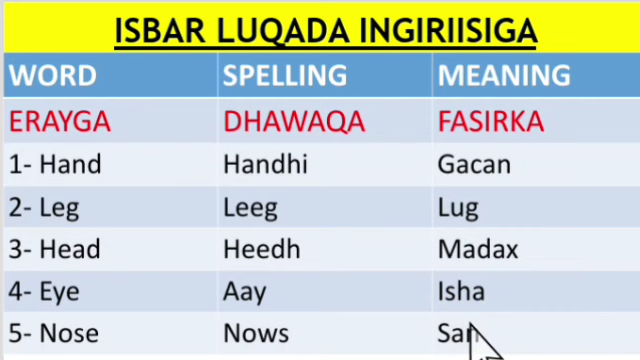 ISBAR LUQADA INGIRIISIGA
WORD SPELLING MEANING
ERAYGA DHAWAQA FASIRKA
1- Hand Handhi Gacan
2- Leg Leeg Lug
3- Head Heedh Madax
4- Eye Aay Isha
5- Nose Nows San